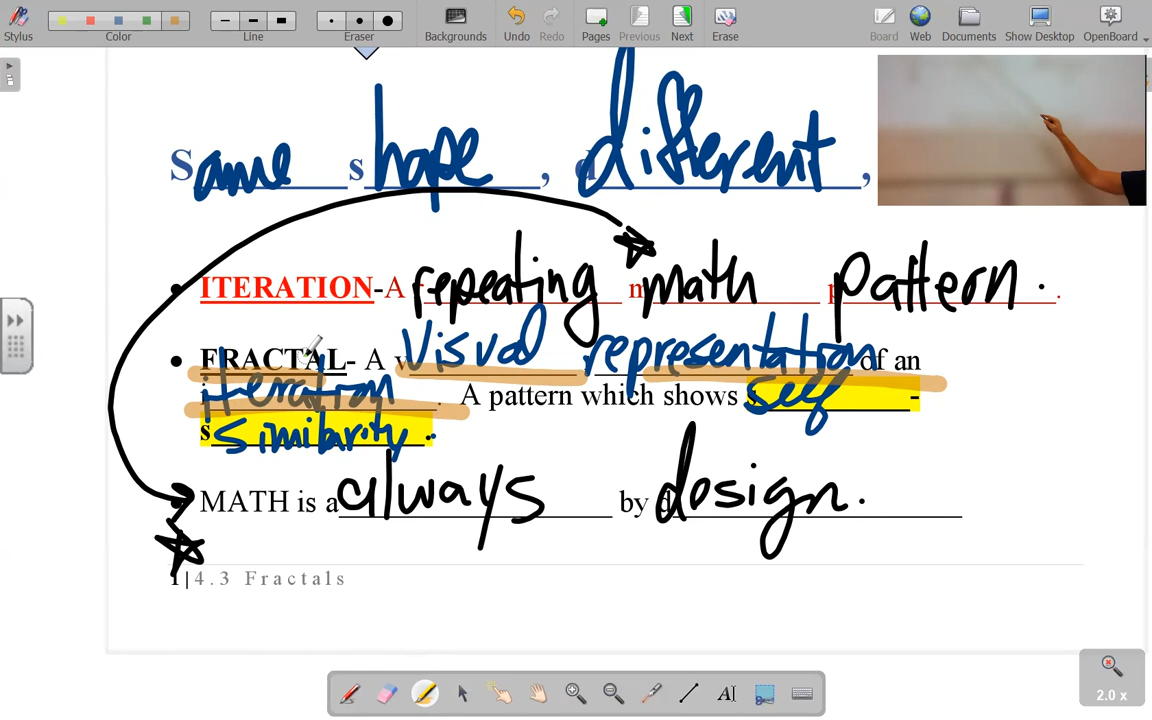 Stylus Color Line Eraser Backgrounds Undo Redo Pages Previous Next Erase Board Web Documents Show Desktop OpenBoard
Same shape, different,
• ITERATION- A repeating math pattern.
• FRACTAL- A visual representation of an
iteration. A pattern which shows self-
similarity.
MATH is a always by design.
1|4.3 Fractals
2.0 x